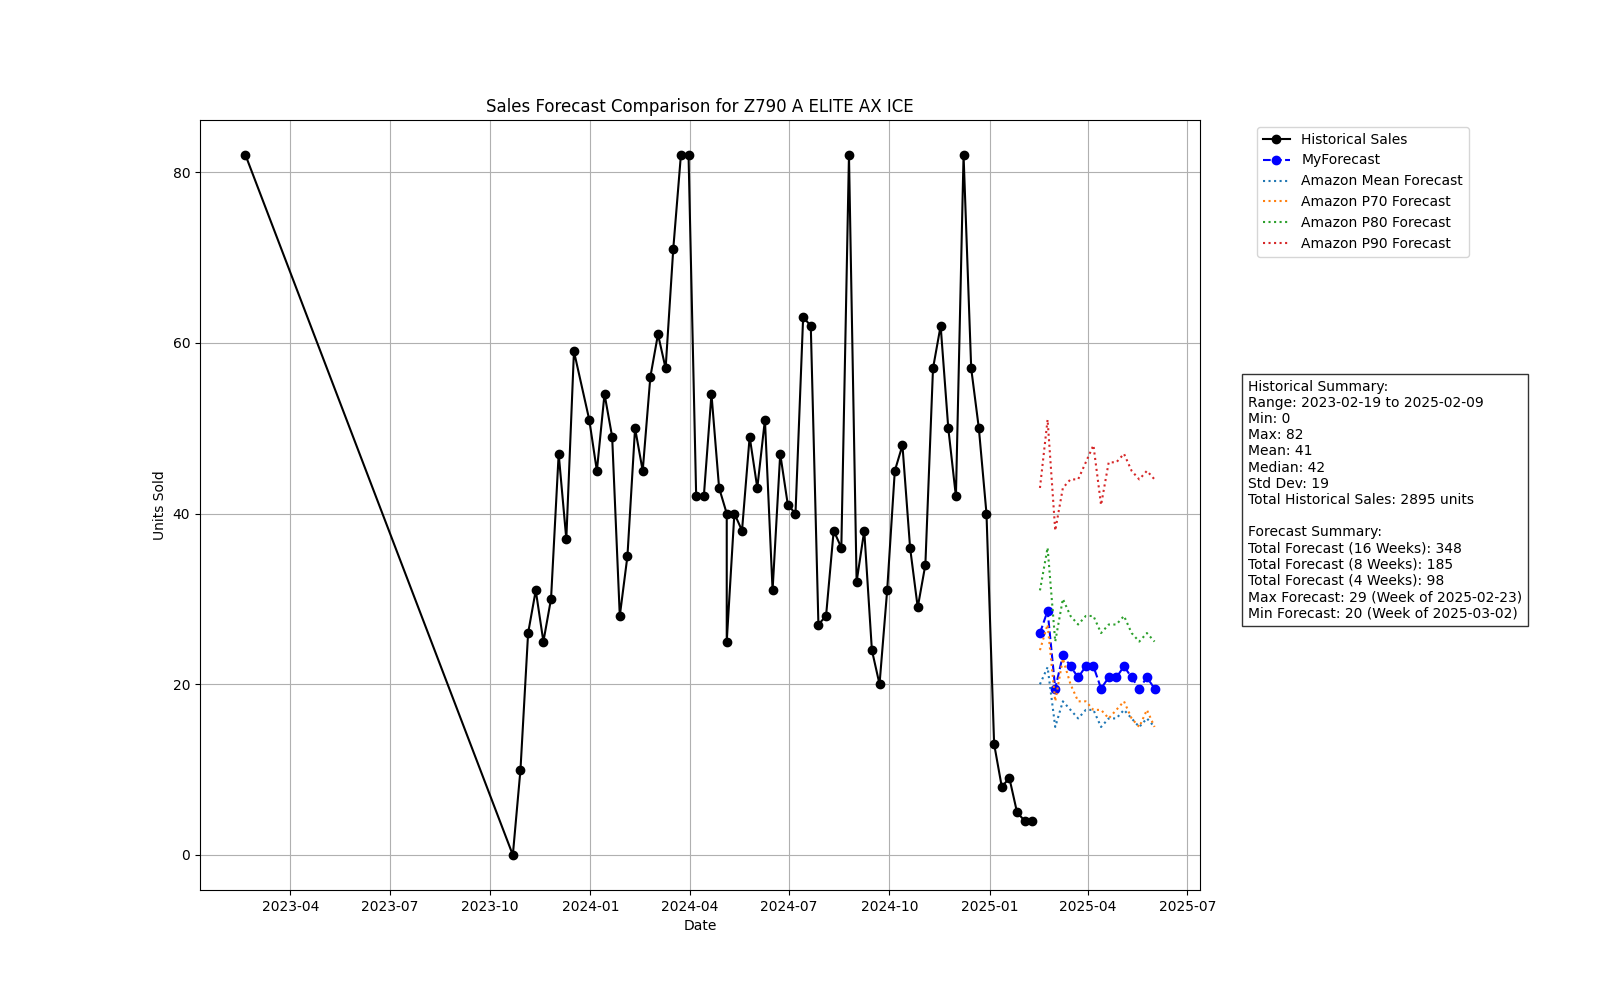 Sales Forecast Comparison for Z790 A ELITE AX ICE
Units Sold
80
60
40
20
0
2023-04
2023-07
2023-10
2024-01
2024-04
2024-07
2024-10
2025-01
2025-04
2025-07
Date
Historical Sales
MyForecast
Amazon Mean Forecast
Amazon P70 Forecast
Amazon P80 Forecast
Amazon P90 Forecast
Historical Summary:
Range: 2023-02-19 to 2025-02-09
Min: 0
Max: 82
Mean: 41
Median: 42
Std Dev: 19
Total Historical Sales: 2895 units
Forecast Summary:
Total Forecast (16 Weeks): 348
Total Forecast (8 Weeks): 185
Total Forecast (4 Weeks): 98
Max Forecast: 29 (Week of 2025-02-23)
Min Forecast: 20 (Week of 2025-03-02)